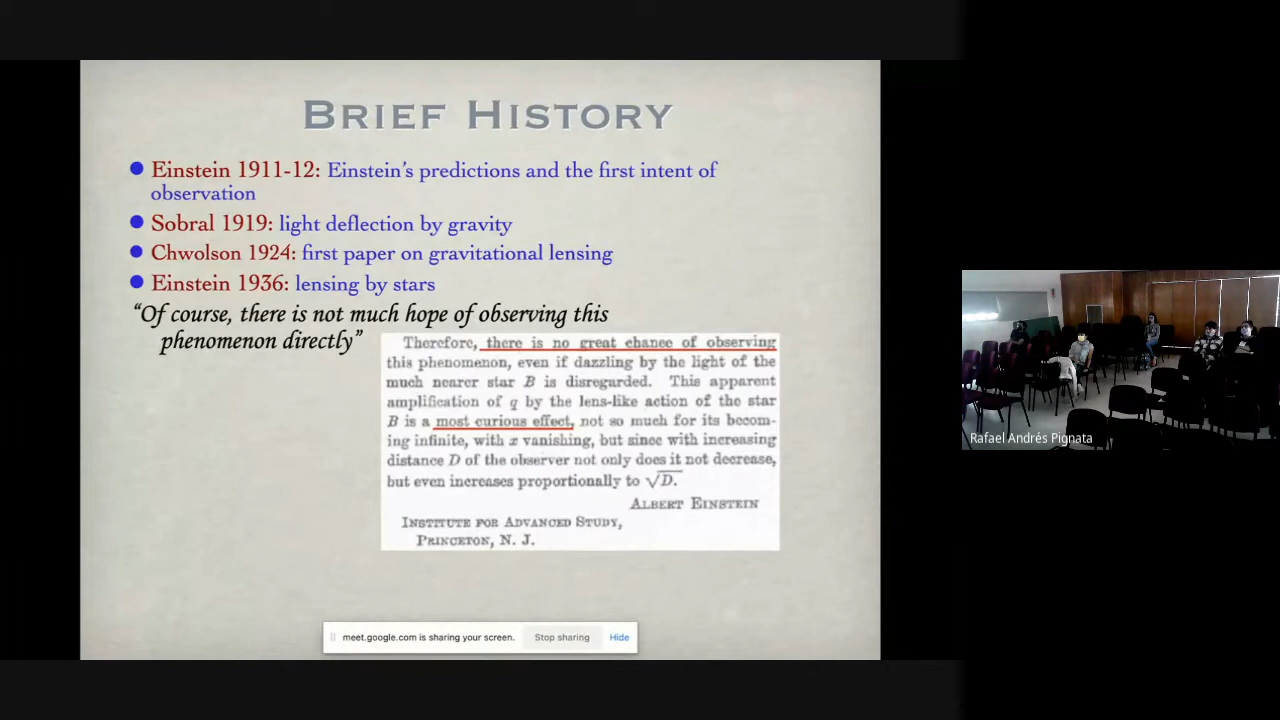 BRIEF HISTORY
Einstein 1911-12: Einstein's predictions and the first intent of
observation
Sobral 1919: light deflection by gravity
Chwolson 1924: first paper on gravitational lensing
Einstein 1936: lensing by stars
“Of course, there is not much hope of observing this
phenomenon directly”
Therefore, there is no great chance of observing
this phenomenon, even if dazzling by the light of the
much nearer star B is disregarded. This apparent
amplification of q by the lens-like action of the star
B is a most curious effect, not so much for its becom-
ing infinite, with x vanishing, but since with increasing
distance D of the observer not only does it not decrease,
but even increases proportionally to √D.
ALBERT EINSTEIN
INSTITUTE FOR ADVANCED STUDY,
PRINCETON, N. J.
meet.google.com is sharing your screen. Stop sharing Hide
Rafael Andrés Pignata